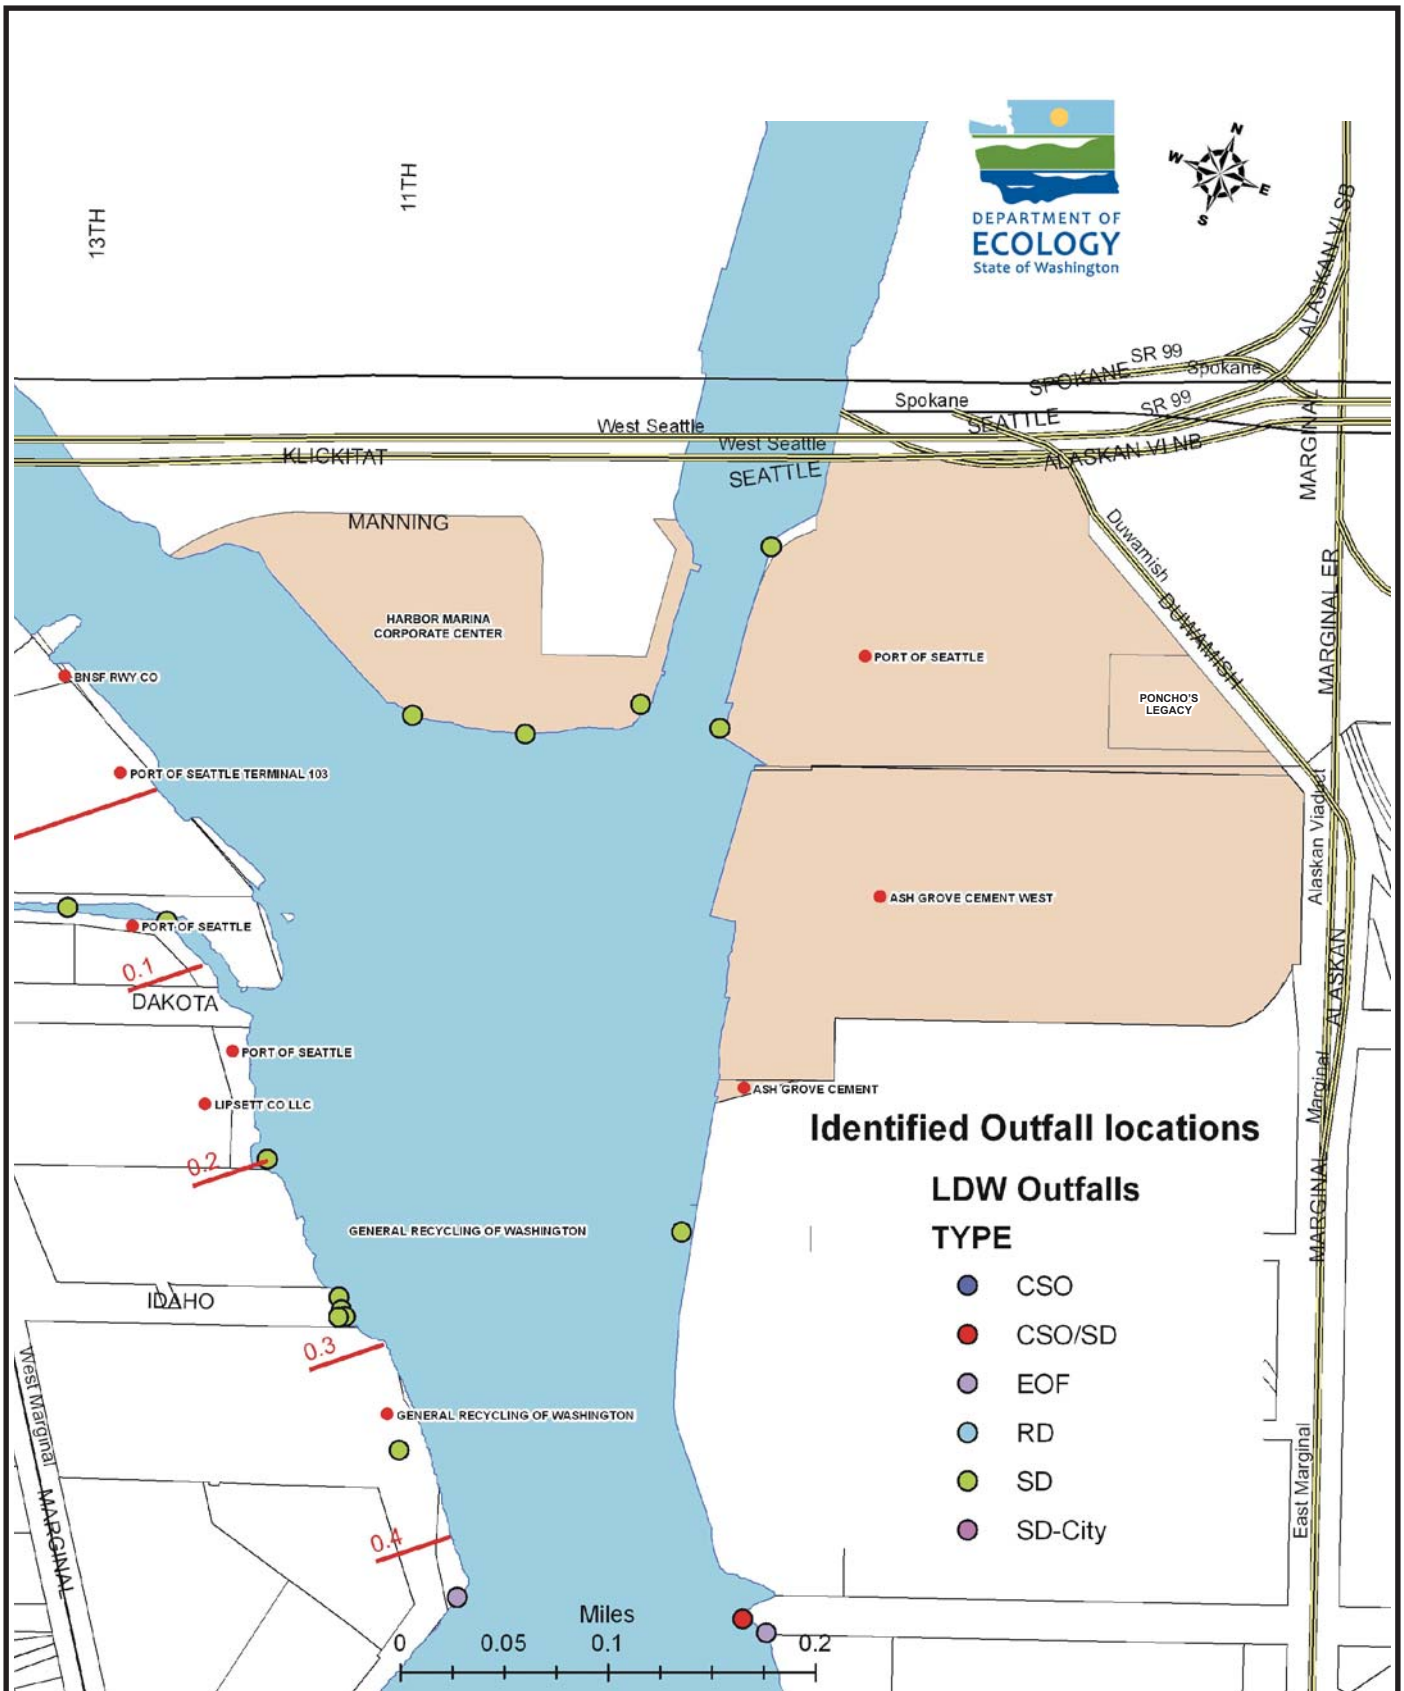 13TH
11TH
DEPARTMENT OF
ECOLOGY
State of Washington
N
W
E
S
ALASKAN VI SB
SR 99
SPOKANE
Spokane
Spokane
SR 99
SEATTLE
West Seattle
West Seattle
KLICKITAT
SEATTLE
ALASKAN VI NB
MARGINAL
MANNING
Duwamish
DUWAMISH
MARGINAL ER
HARBOR MARINA
CORPORATE CENTER
PORT OF SEATTLE
BNSF RWY CO
PONCHO'S
LEGACY
PORT OF SEATTLE TERMINAL 103
Alaskan Viaduct
ASH GROVE CEMENT WEST
PORT OF SEATTLE
0.1
DAKOTA
ALASKAN
PORT OF SEATTLE
ASH GROVE CEMENT
LIPSETT CO LLC
Marginal
Identified Outfall locations
0.2
LDW Outfalls
MARGINAL
GENERAL RECYCLING OF WASHINGTON
TYPE
CSO
IDAHO
CSO/SD
0.3
West Marginal
EOF
GENERAL RECYCLING OF WASHINGTON
RD
SD
East Marginal
SD-City
MARGINAL
0.4
Miles
0 0.05 0.1 0.2